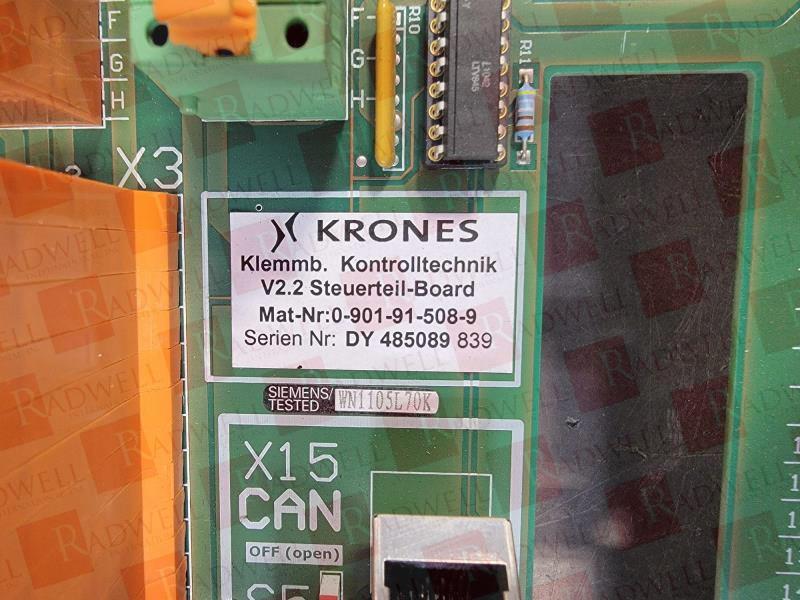 F
G
H
F
G
H
R10
R11
X3
KRONES
Klemmb. Kontrolltechnik
V2.2 Steuerteil-Board
Mat-Nr:0-901-91-508-9
Serien Nr: DY 485089 839
SIEMENS/
TESTED WN1105L70K
X15
CAN
OFF (open)
S5
RADWELL